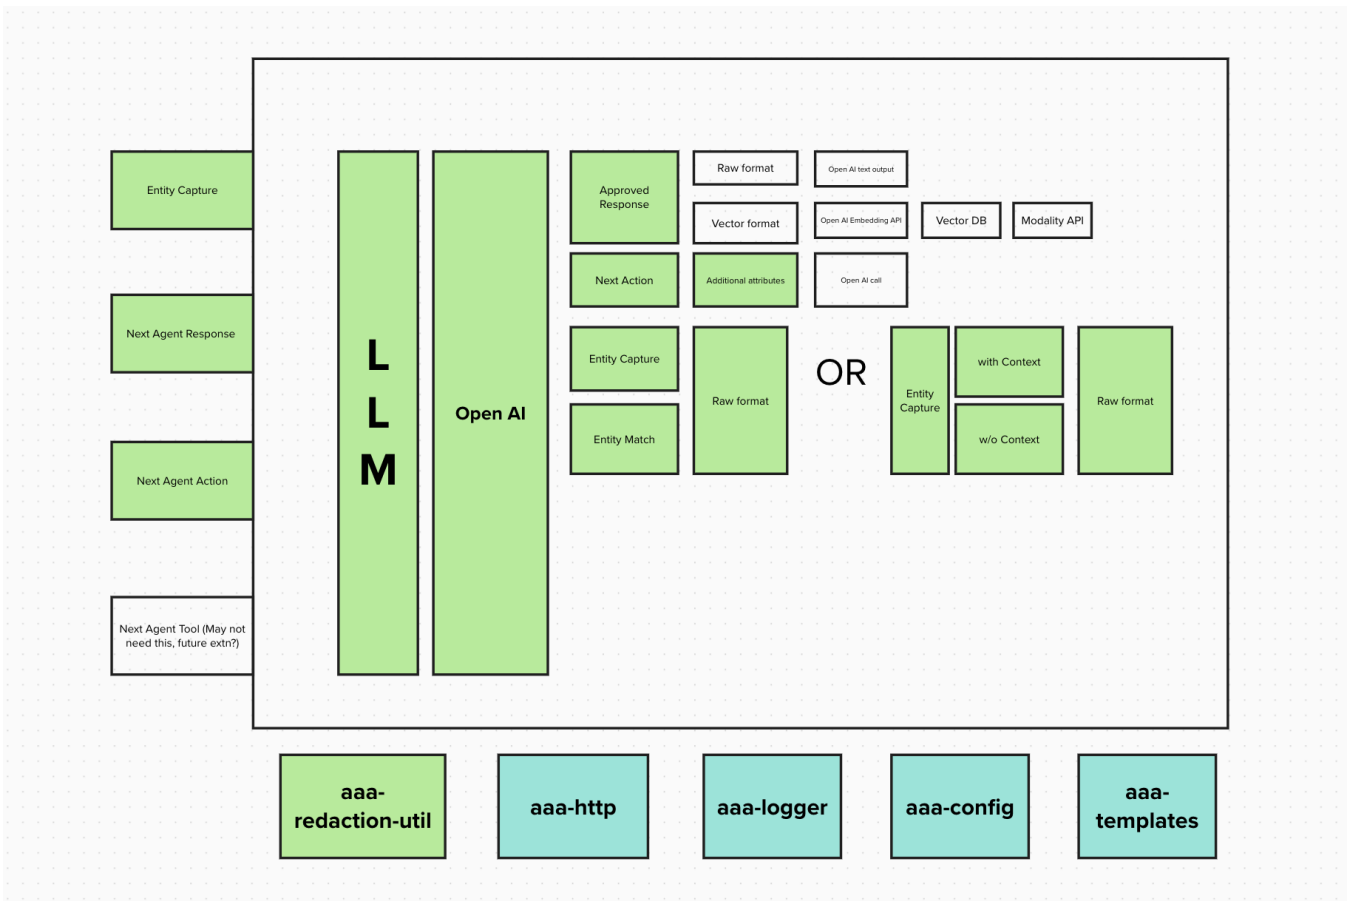 Entity Capture
Next Agent Response
Next Agent Action
Next Agent Tool (May not
need this, future extn?)
L
L
M
Open AI
Approved
Response
Raw format
Open AI text output
Vector format
Open AI Embedding API
Vector DB
Modality API
Next Action
Additional attributes
Open AI call
Entity Capture
Entity Match
Raw format
OR
Entity
Capture
with Context
w/o Context
Raw format
aaa-
redaction-util
aaa-http
aaa-logger
aaa-config
aaa-
templates